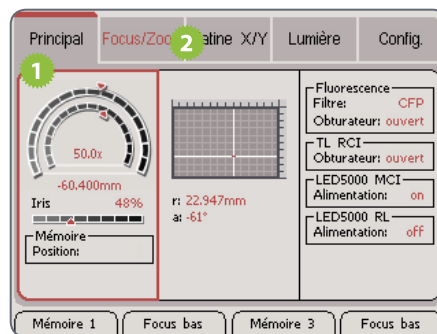 Principal Focus/Zoo atine X/Y Lumière Config.
1
2
50.0x
-60.400mm
Iris 48%
Mémoire
Position:
r: 22.947mm
a: -61°
Fluorescence
Filtre: CFP
Obturateur: ouvert
TL RCI
Obturateur: ouvert
LED5000 MCI
Alimentation: on
LED5000 RL
Alimentation: off
Mémoire 1 Focus bas Mémoire 3 Focus bas